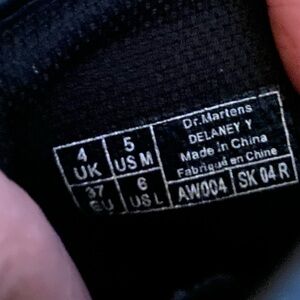 4 UK
5 US M
37 EU
6 US L
Dr.Martens
DELANEY Y
Made in China
Fabriqué en Chine
AW004
SK 04 R